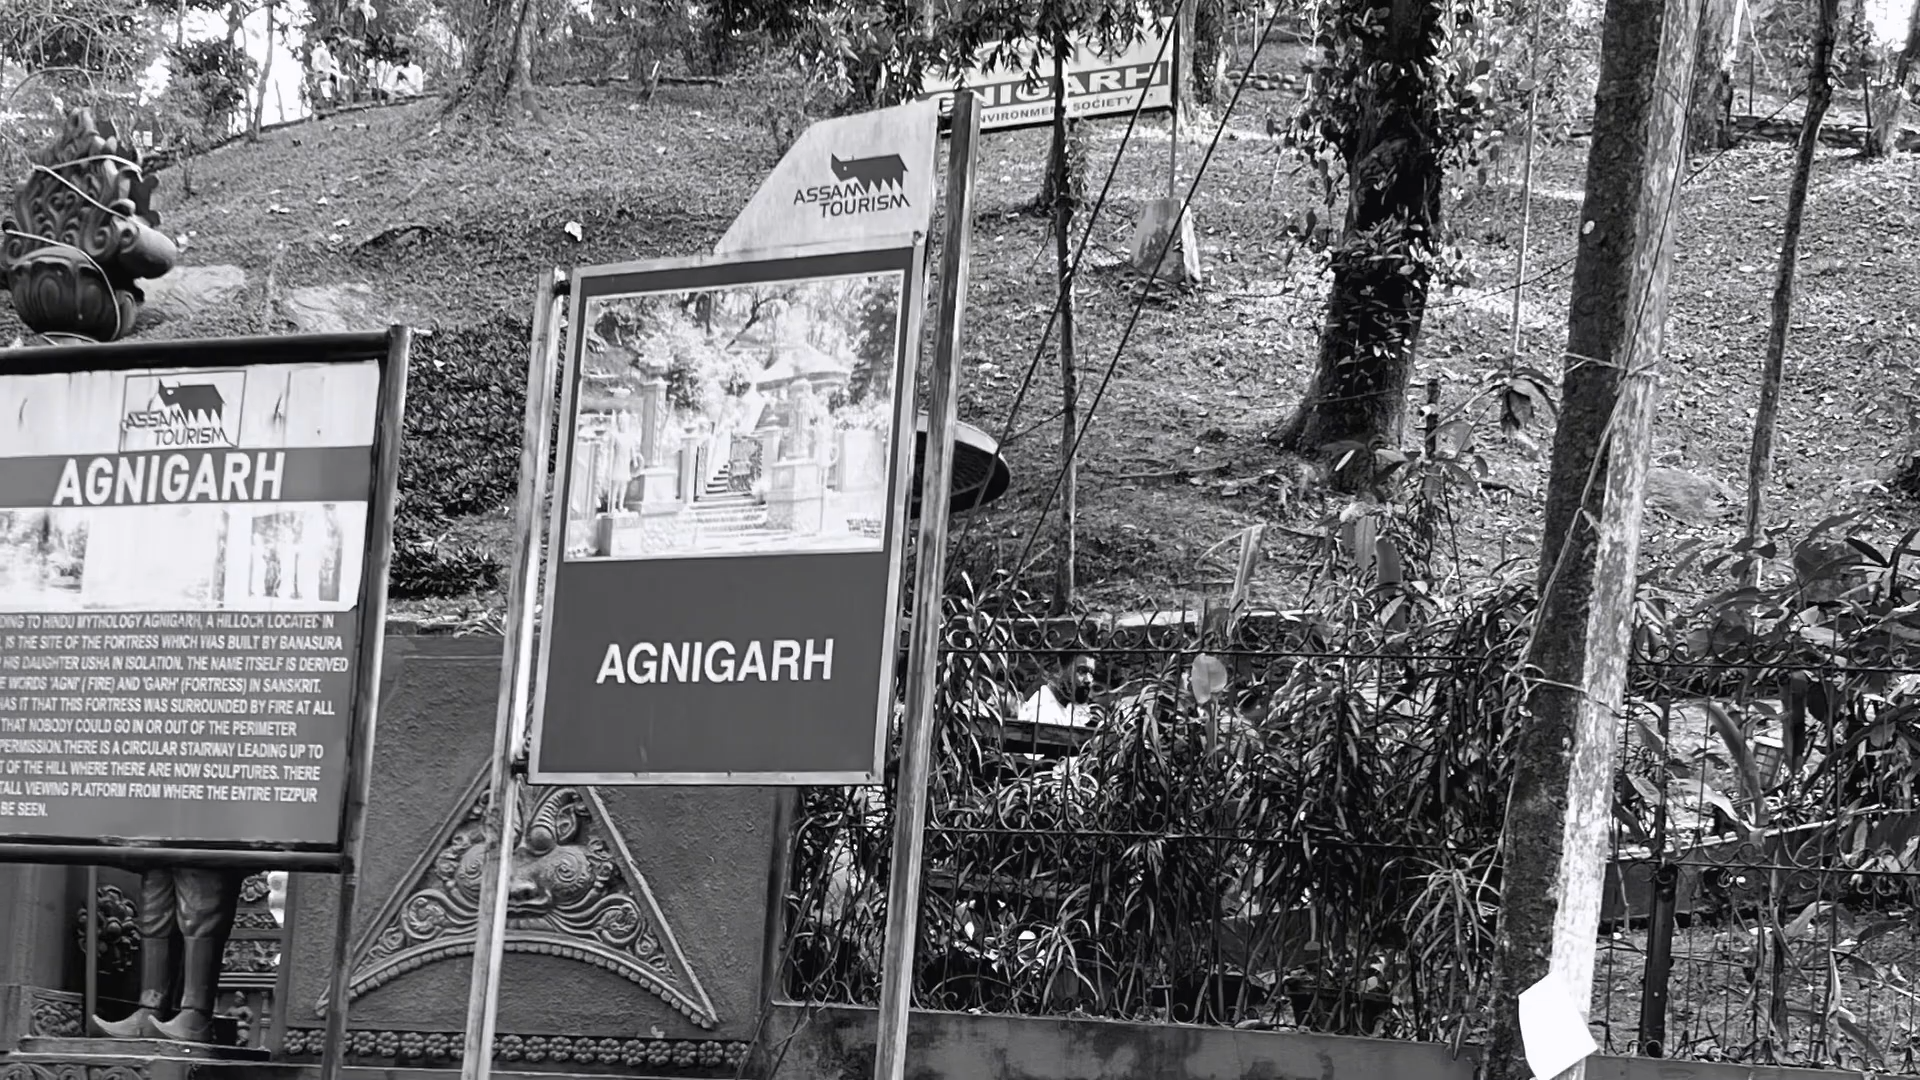 NIGARH
NVIRONMENT SOCIETY
ASSAM
TOURISM
AGNIGARH
ASSAM
TOURISM
AGNIGARH
DING TO HINDU MYTHOLOGY AGNIGARH, A HILLOCK LOCATED IN
, IS THE SITE OF THE FORTRESS WHICH WAS BUILT BY BANASURA
HIS DAUGHTER USHA IN ISOLATION. THE NAME ITSELF IS DERIVED
E WORDS 'AGNI' ( FIRE) AND 'GARH' (FORTRESS) IN SANSKRIT.
HAS IT THAT THIS FORTRESS WAS SURROUNDED BY FIRE AT ALL
THAT NOBODY COULD GO IN OR OUT OF THE PERIMETER
PERMISSION.THERE IS A CIRCULAR STAIRWAY LEADING UP TO
T OF THE HILL WHERE THERE ARE NOW SCULPTURES. THERE
TALL VIEWING PLATFORM FROM WHERE THE ENTIRE TEZPUR
BE SEEN.